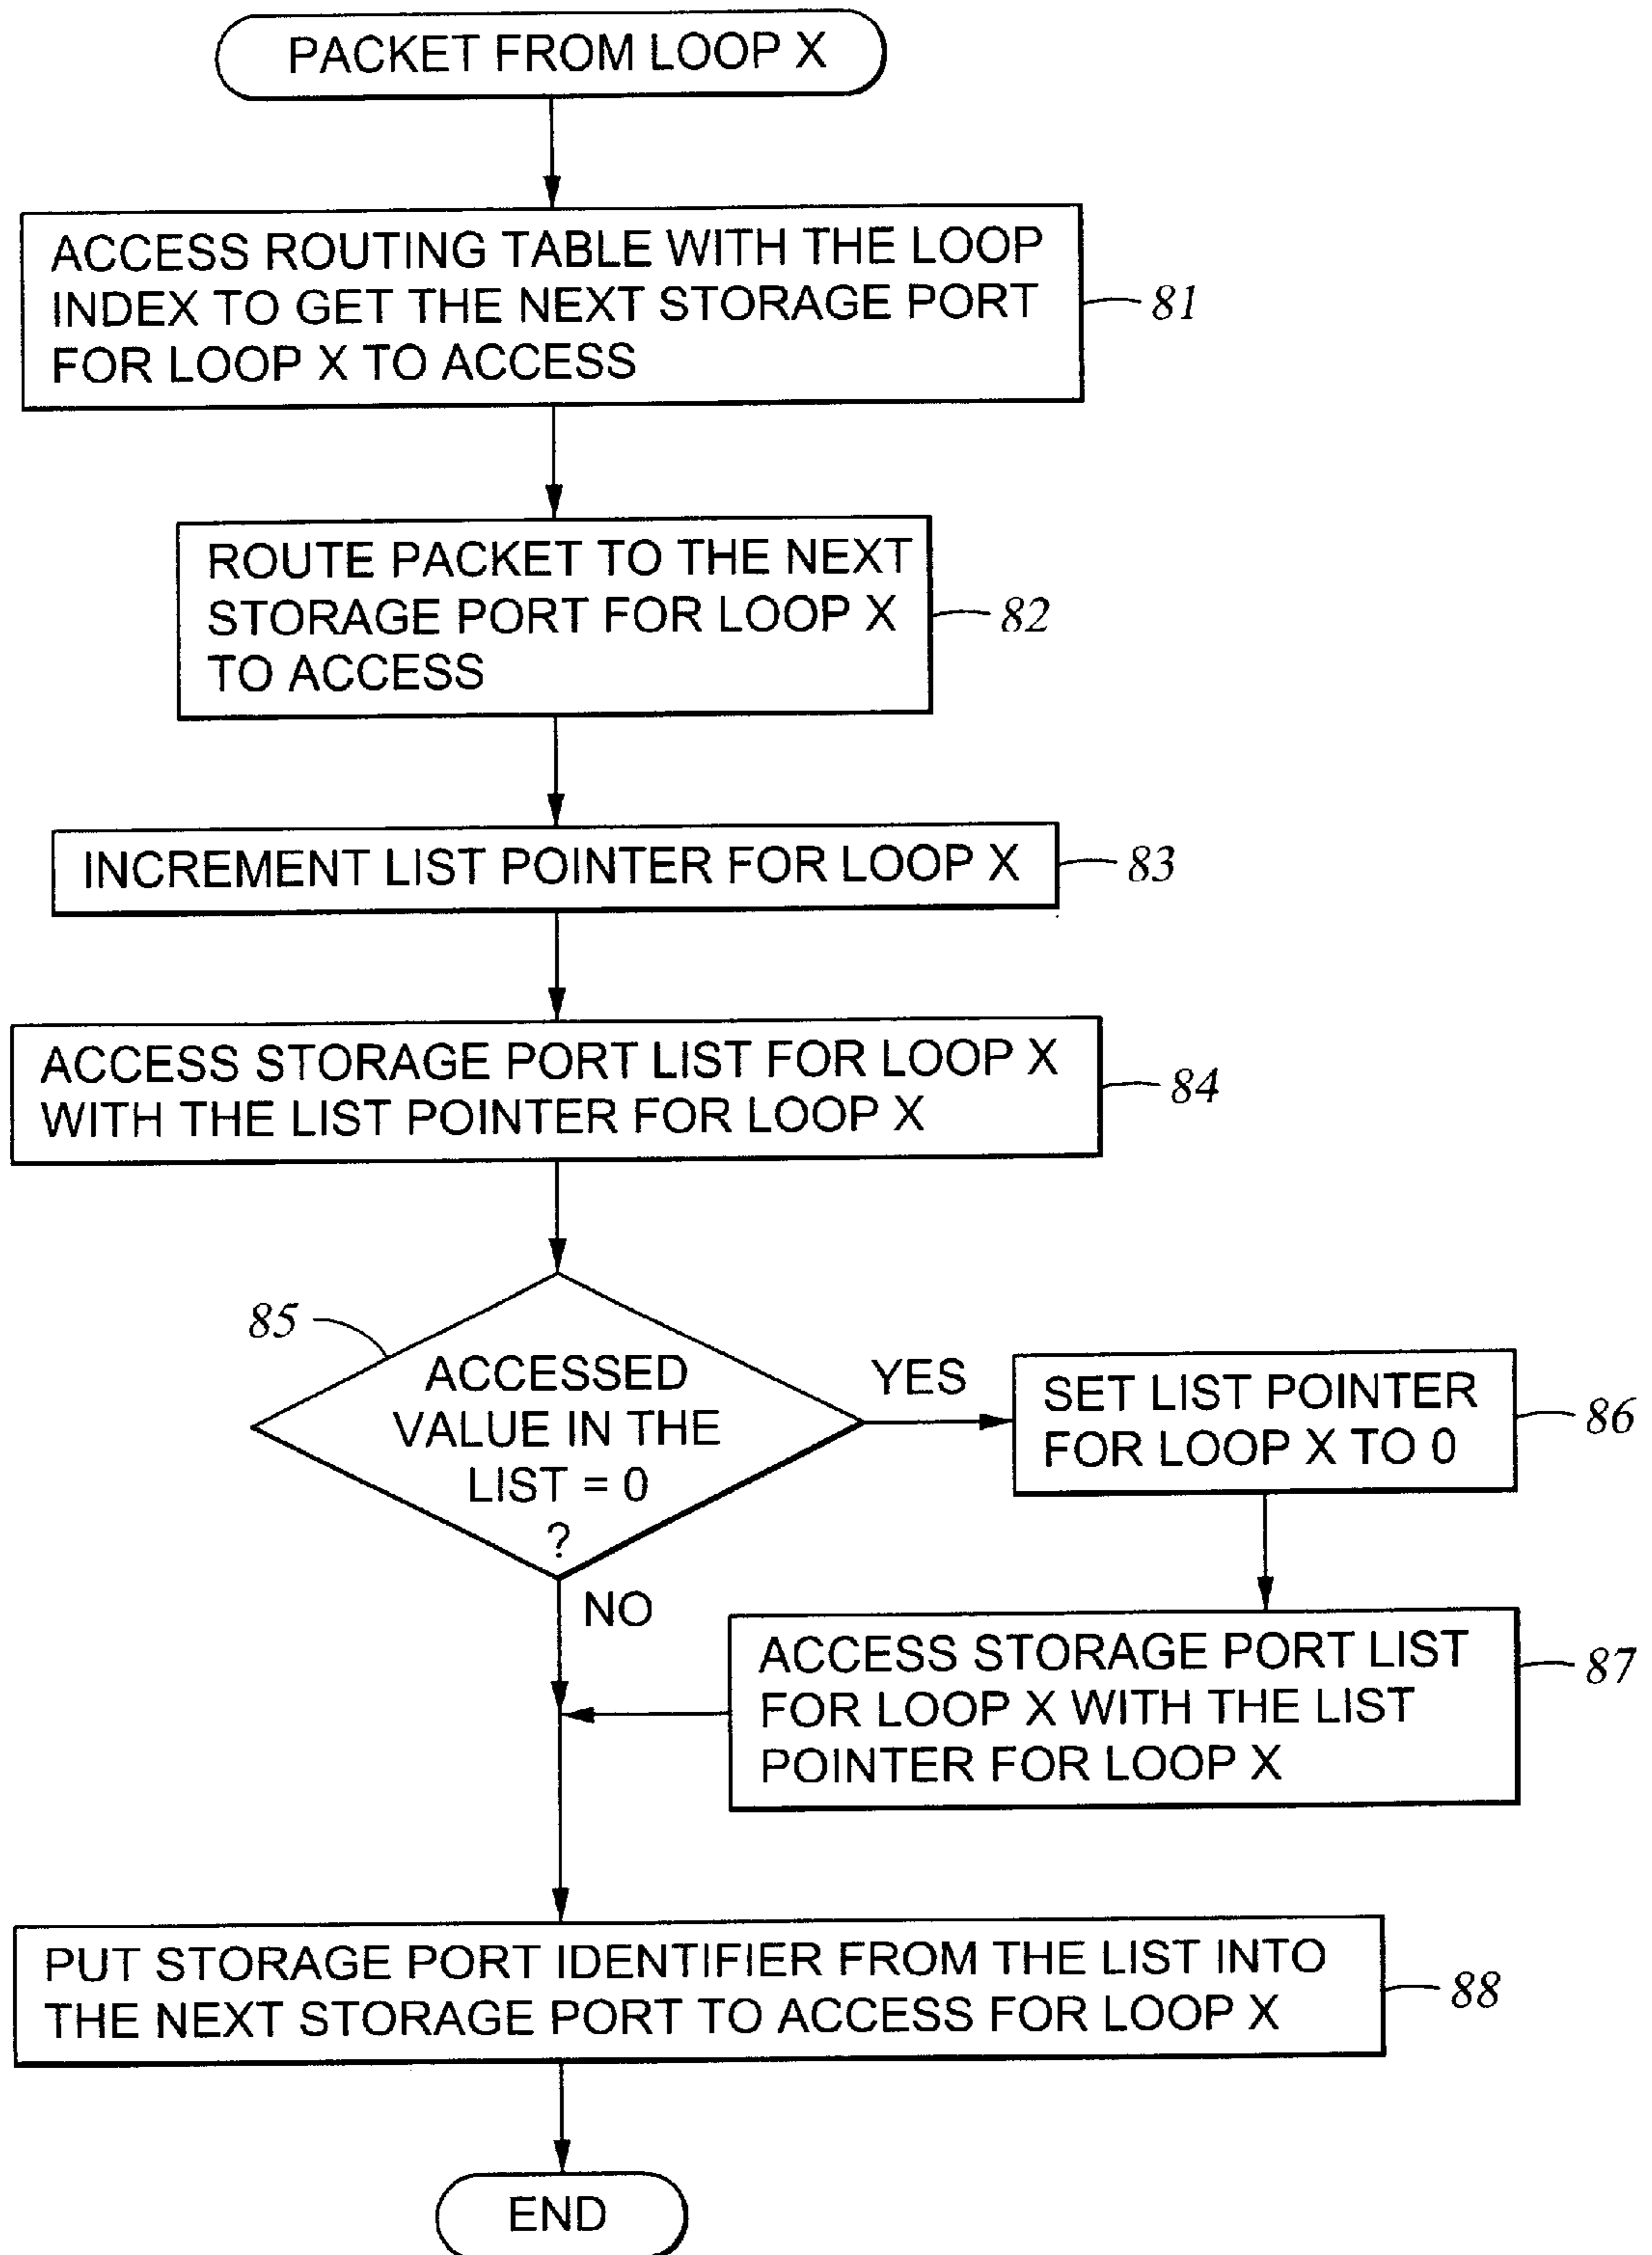 PACKET FROM LOOP X
ACCESS ROUTING TABLE WITH THE LOOP
INDEX TO GET THE NEXT STORAGE PORT
FOR LOOP X TO ACCESS
81
ROUTE PACKET TO THE NEXT
STORAGE PORT FOR LOOP X
TO ACCESS
82
INCREMENT LIST POINTER FOR LOOP X
83
ACCESS STORAGE PORT LIST FOR LOOP X
WITH THE LIST POINTER FOR LOOP X
84
85
ACCESSED
VALUE IN THE
LIST = 0
?
YES
NO
SET LIST POINTER
FOR LOOP X TO 0
86
ACCESS STORAGE PORT LIST
FOR LOOP X WITH THE LIST
POINTER FOR LOOP X
87
PUT STORAGE PORT IDENTIFIER FROM THE LIST INTO
THE NEXT STORAGE PORT TO ACCESS FOR LOOP X
88
END